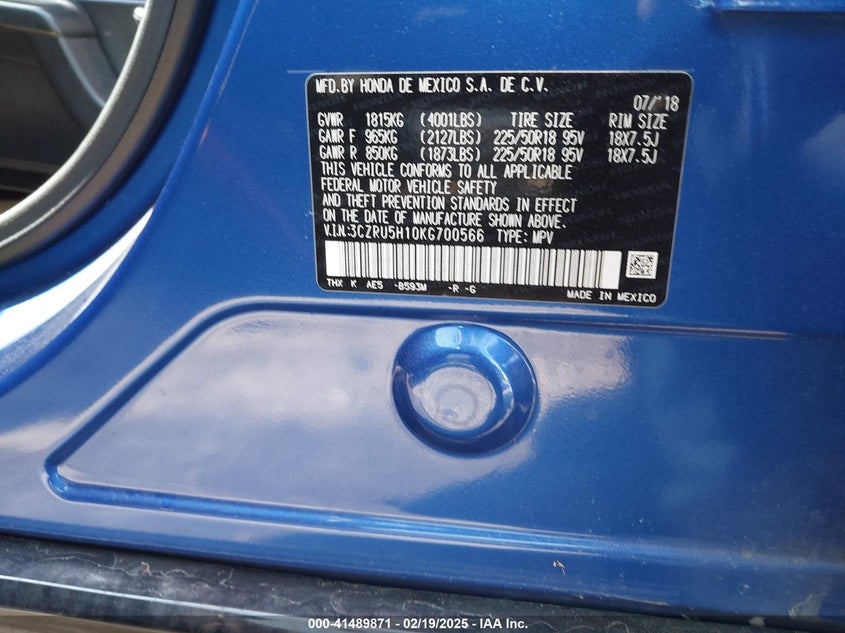 MFD.BY HONDA DE MEXICO S.A. DE C.V.
07/ 18
GVWR 1815KG (4001LBS) TIRE SIZE RIM SIZE
GAWR F 965KG (2127LBS) 225/50R18 95V 18X7.5J
GAWR R 850KG (1873LBS) 225/50R18 95V 18X7.5J
THIS VEHICLE CONFORMS TO ALL APPLICABLE
FEDERAL MOTOR VEHICLE SAFETY
AND THEFT PREVENTION STANDARDS IN EFFECT
ON THE DATE OF MANUFACTURE SHOWN ABOVE.
V.I.N:3CZRU5H10KG700566 TYPE: MPV
THX K AE5 -B593M -R -G
MADE IN MEXICO
000-41489871 - 02/19/2025 - IAA Inc.